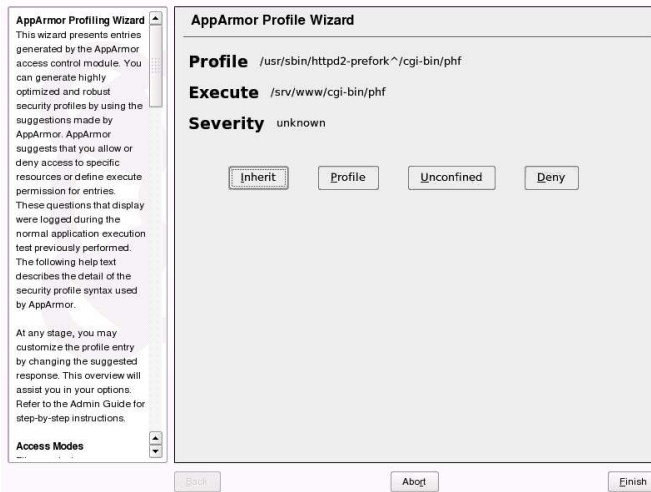 AppArmor Profiling Wizard
This wizard presents entries
generated by the AppArmor
access control module. You
can generate highly
optimized and robust
security profiles by using the
suggestions made by
AppArmor. AppArmor
suggests that you allow or
deny access to specific
resources or define execute
permission for entries.
These questions that display
were logged during the
normal application execution
test previously performed.
The following help text
describes the detail of the
security profile syntax used
by AppArmor.
At any stage, you may
customize the profile entry
by changing the suggested
response. This overview will
assist you in your options.
Refer to the Admin Guide for
step-by-step instructions.
Access Modes
AppArmor Profile Wizard
Profile /usr/sbin/httpd2-prefork^/cgi-bin/phf
Execute /srv/www/cgi-bin/phf
Severity unknown
Inherit Profile Unconfined Deny
Back Abort Finish